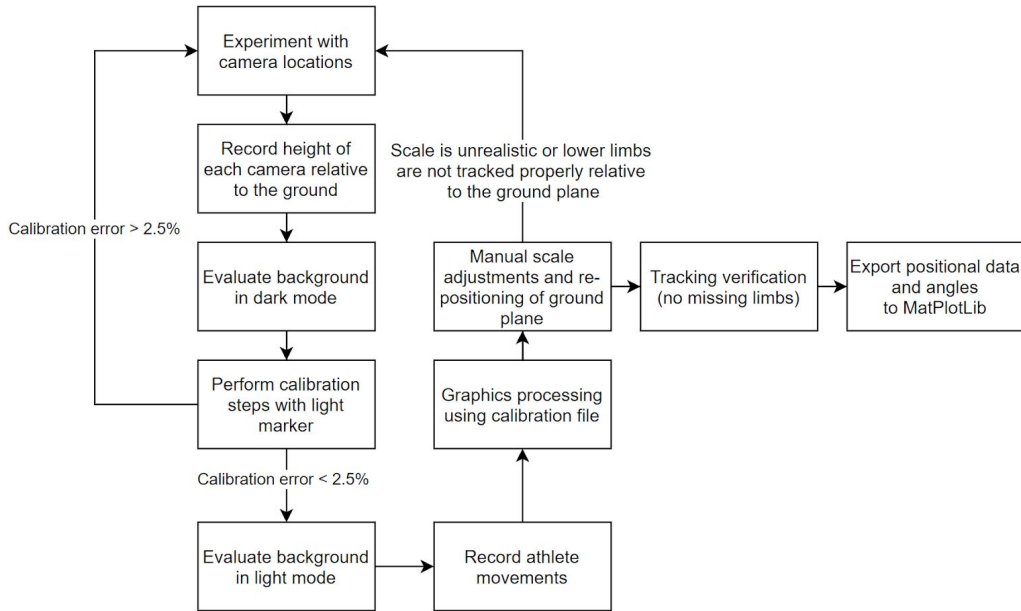 Experiment with
camera locations
Record height of
each camera relative
to the ground
Scale is unrealistic or lower limbs
are not tracked properly relative
to the ground plane
Calibration error > 2.5%
Evaluate background
in dark mode
Manual scale
adjustments and re-
positioning of ground
plane
Tracking verification
(no missing limbs)
Export positional data
and angles
to MatPlotLib
Perform calibration
steps with light
marker
Graphics processing
using calibration file
Calibration error < 2.5%
Evaluate background
in light mode
Record athlete
movements